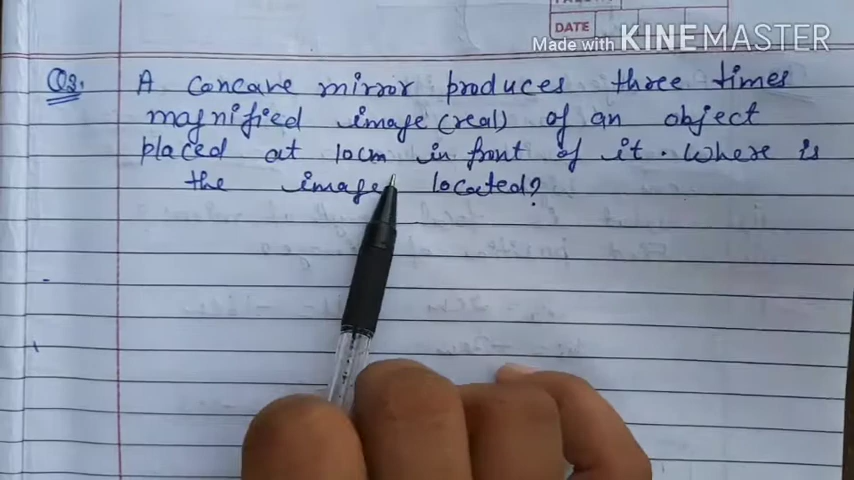 DATE
Made with KINEMASTER
Q3. A concave mirror produces three times
magnified image (real) of an object
placed at 10cm in front of it. Where is
the image located?